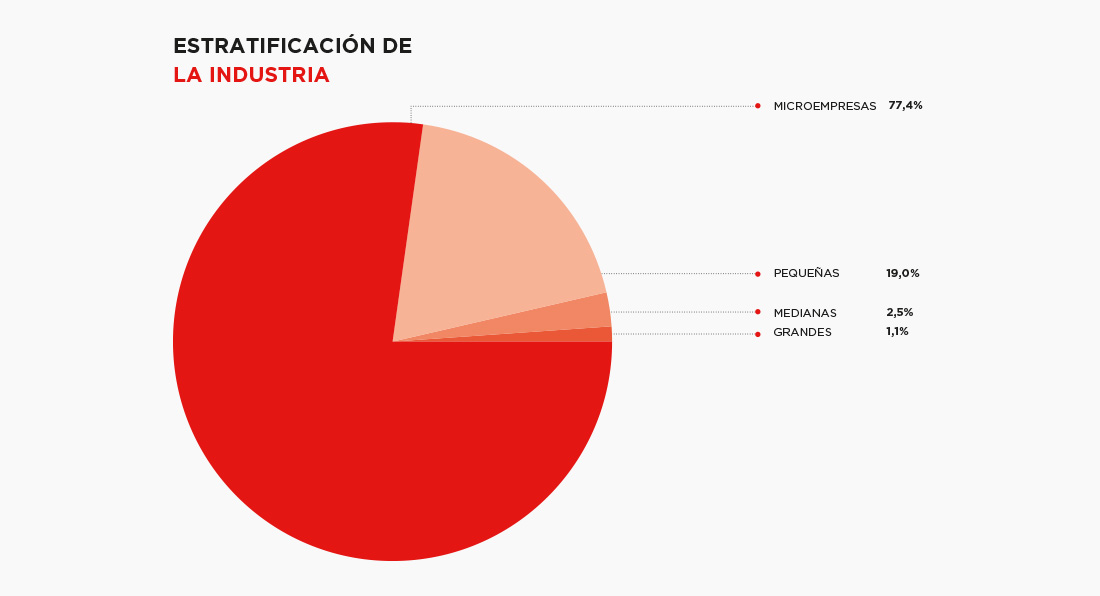 ESTRATIFICACIÓN DE
LA INDUSTRIA
MICROEMPRESAS 77,4%
PEQUEÑAS 19,0%
MEDIANAS 2,5%
GRANDES 1,1%